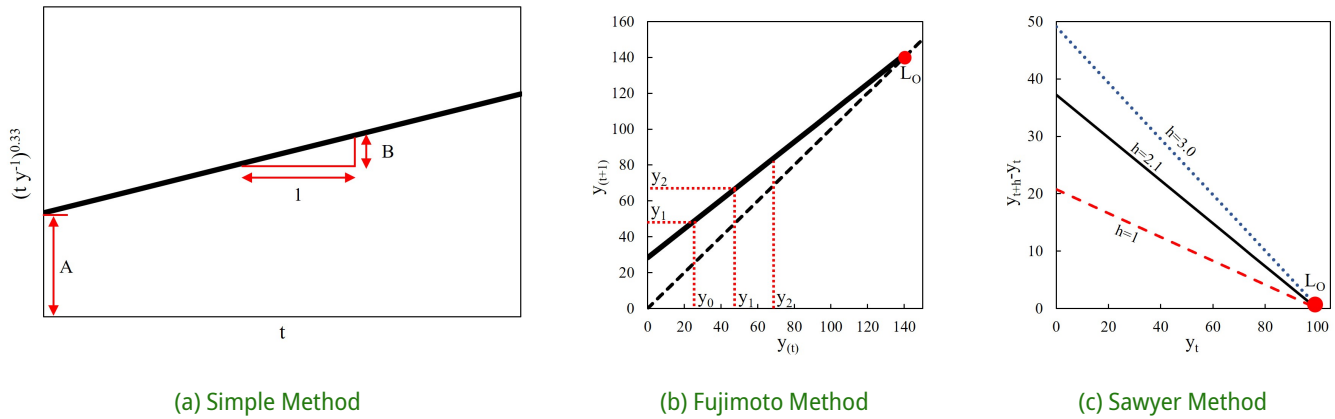 (t y-1)0.33
A
B
1
t
(a) Simple Method
160
140
120
100
80
60
40
20
0
y(t+1)
y2
y1
y0
y1
y2
LO
0 20 40 60 80 100 120 140
y(t)
(b) Fujimoto Method
50
40
30
20
10
0
yt+h-yt
h=3.0
h=2.1
h=1
LO
0 20 40 60 80 100
yt
(c) Sawyer Method